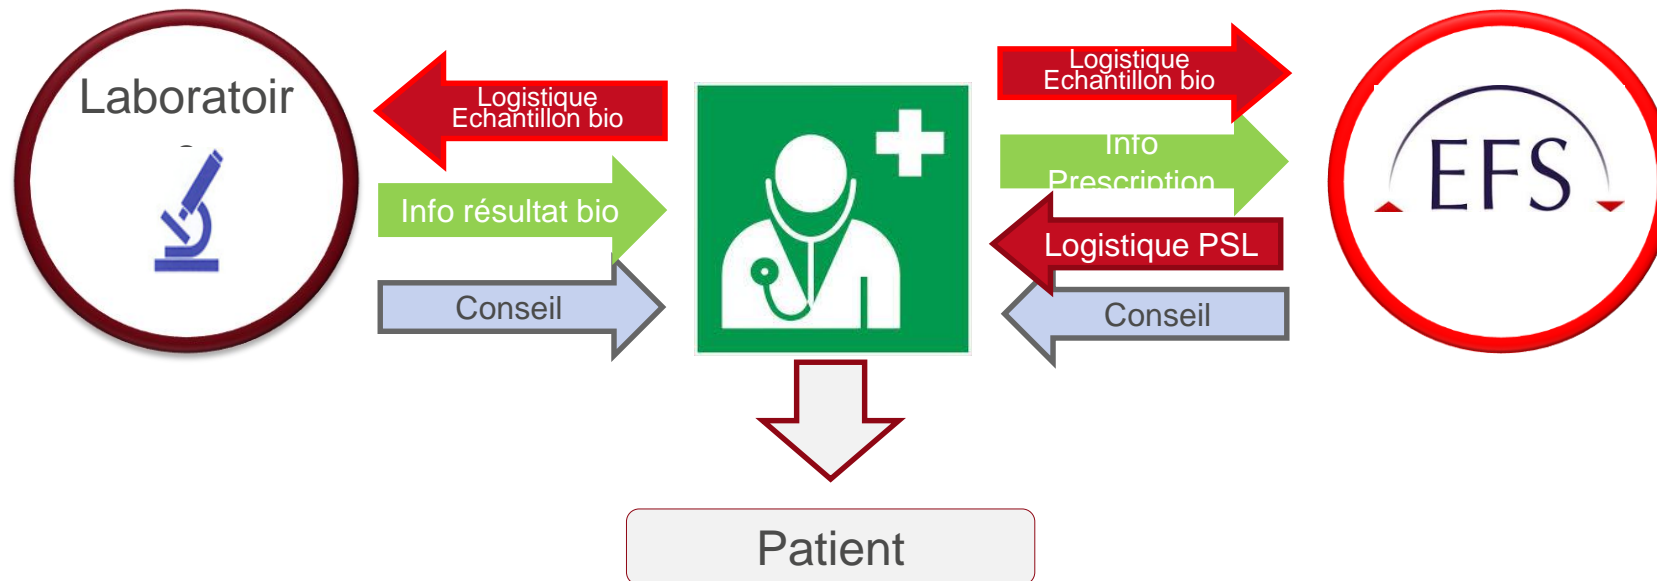 Laboratoir
Logistique
Echantillon bio
Info résultat bio
Conseil
Logistique
Echantillon bio
Info
Prescription
Logistique PSL
Conseil
EFS
Patient